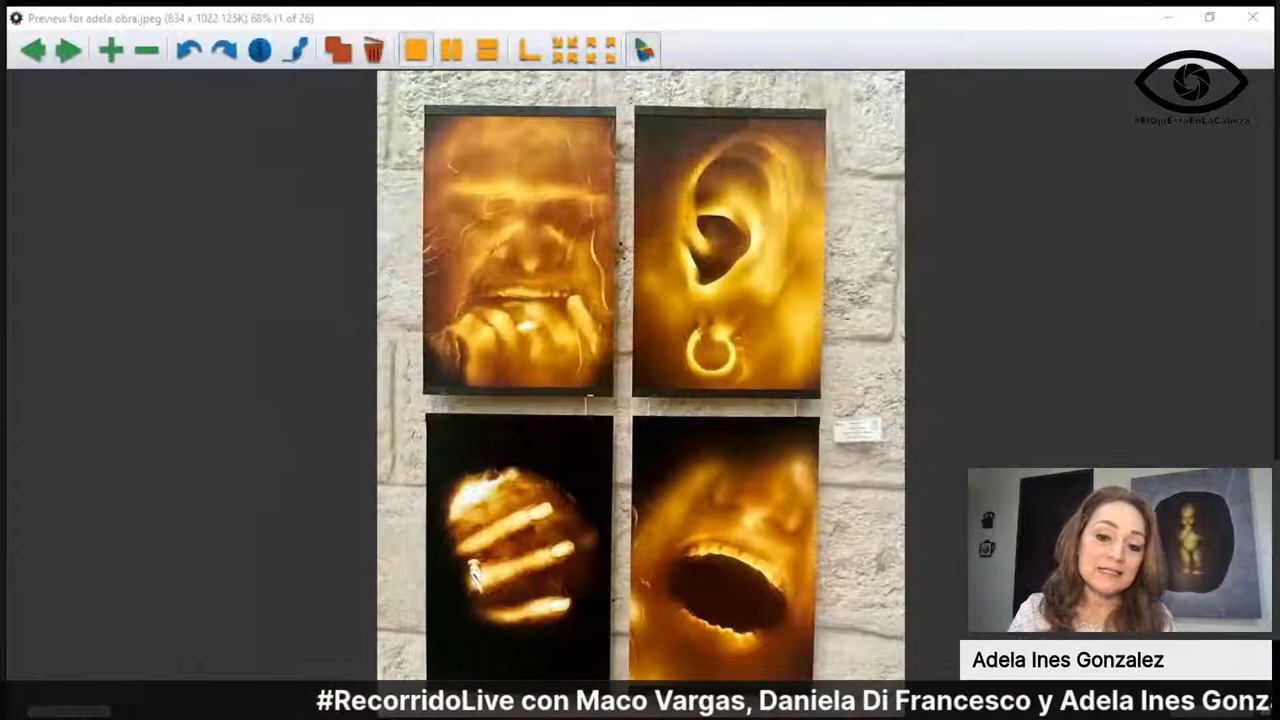 Preview for adela obra.jpeg (834 x 1022 125K) 68% (1 of 26)
#ElOjoEstaEnLaCabeza
Adela Ines Gonzalez
#RecorridoLive con Maco Vargas, Daniela Di Francesco y Adela Ines Gonz